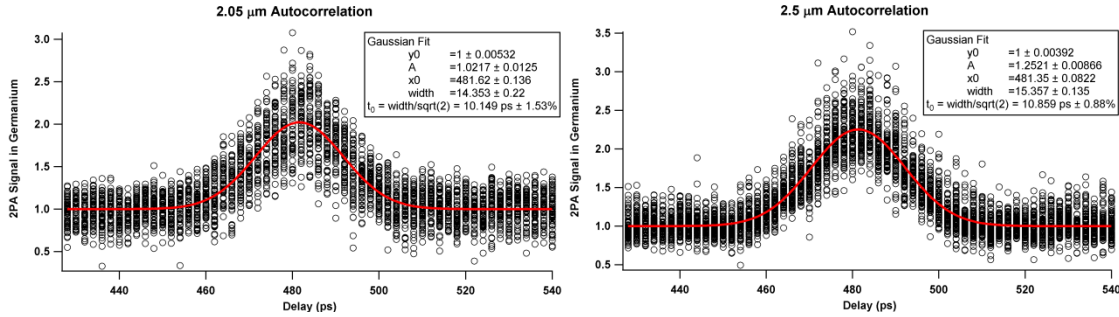 2.05 μm Autocorrelation
2PA Signal in Germanium
3.0
2.5
2.0
1.5
1.0
0.5
Gaussian Fit
y0 =1 ± 0.00532
A =1.0217 ± 0.0125
x0 =481.62 ± 0.136
width =14.353 ± 0.22
t0 = width/sqrt(2) = 10.149 ps ± 1.53%
440 460 480 500 520 540
Delay (ps)
2.5 μm Autocorrelation
2PA Signal in Germanium
3.5
3.0
2.5
2.0
1.5
1.0
0.5
Gaussian Fit
y0 =1 ± 0.00392
A =1.2521 ± 0.00866
x0 =481.35 ± 0.0822
width =15.357 ± 0.135
t0 = width/sqrt(2) = 10.859 ps ± 0.88%
440 460 480 500 520 540
Delay (ps)